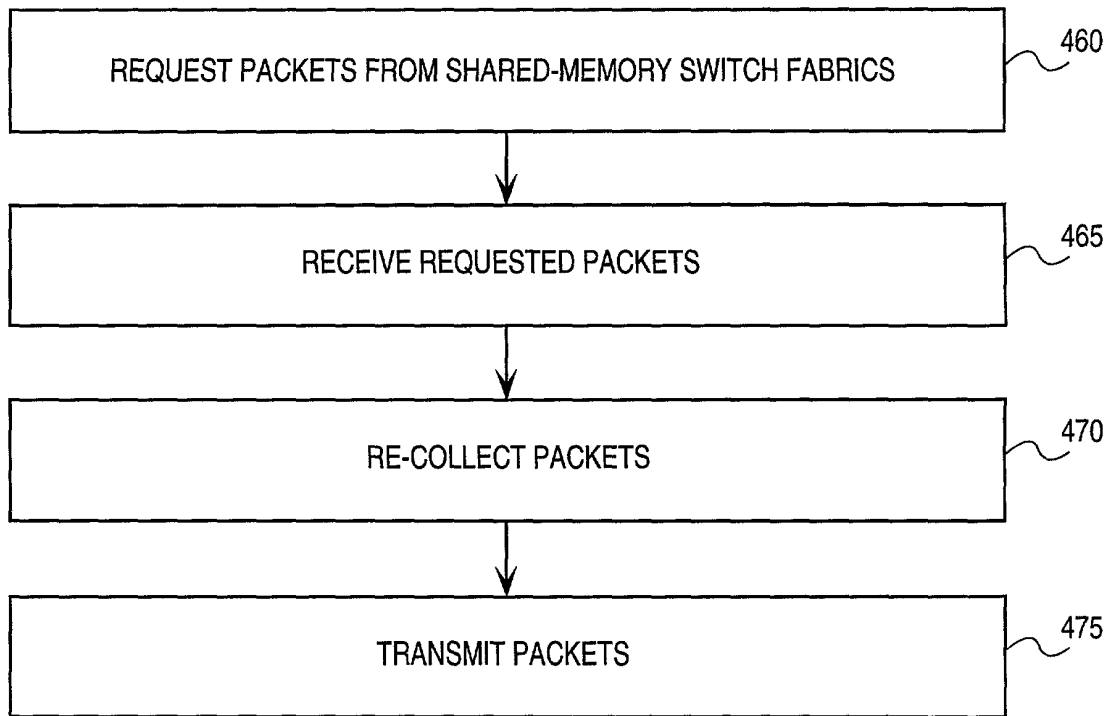 460
REQUEST PACKETS FROM SHARED-MEMORY SWITCH FABRICS
465
RECEIVE REQUESTED PACKETS
470
RE-COLLECT PACKETS
475
TRANSMIT PACKETS